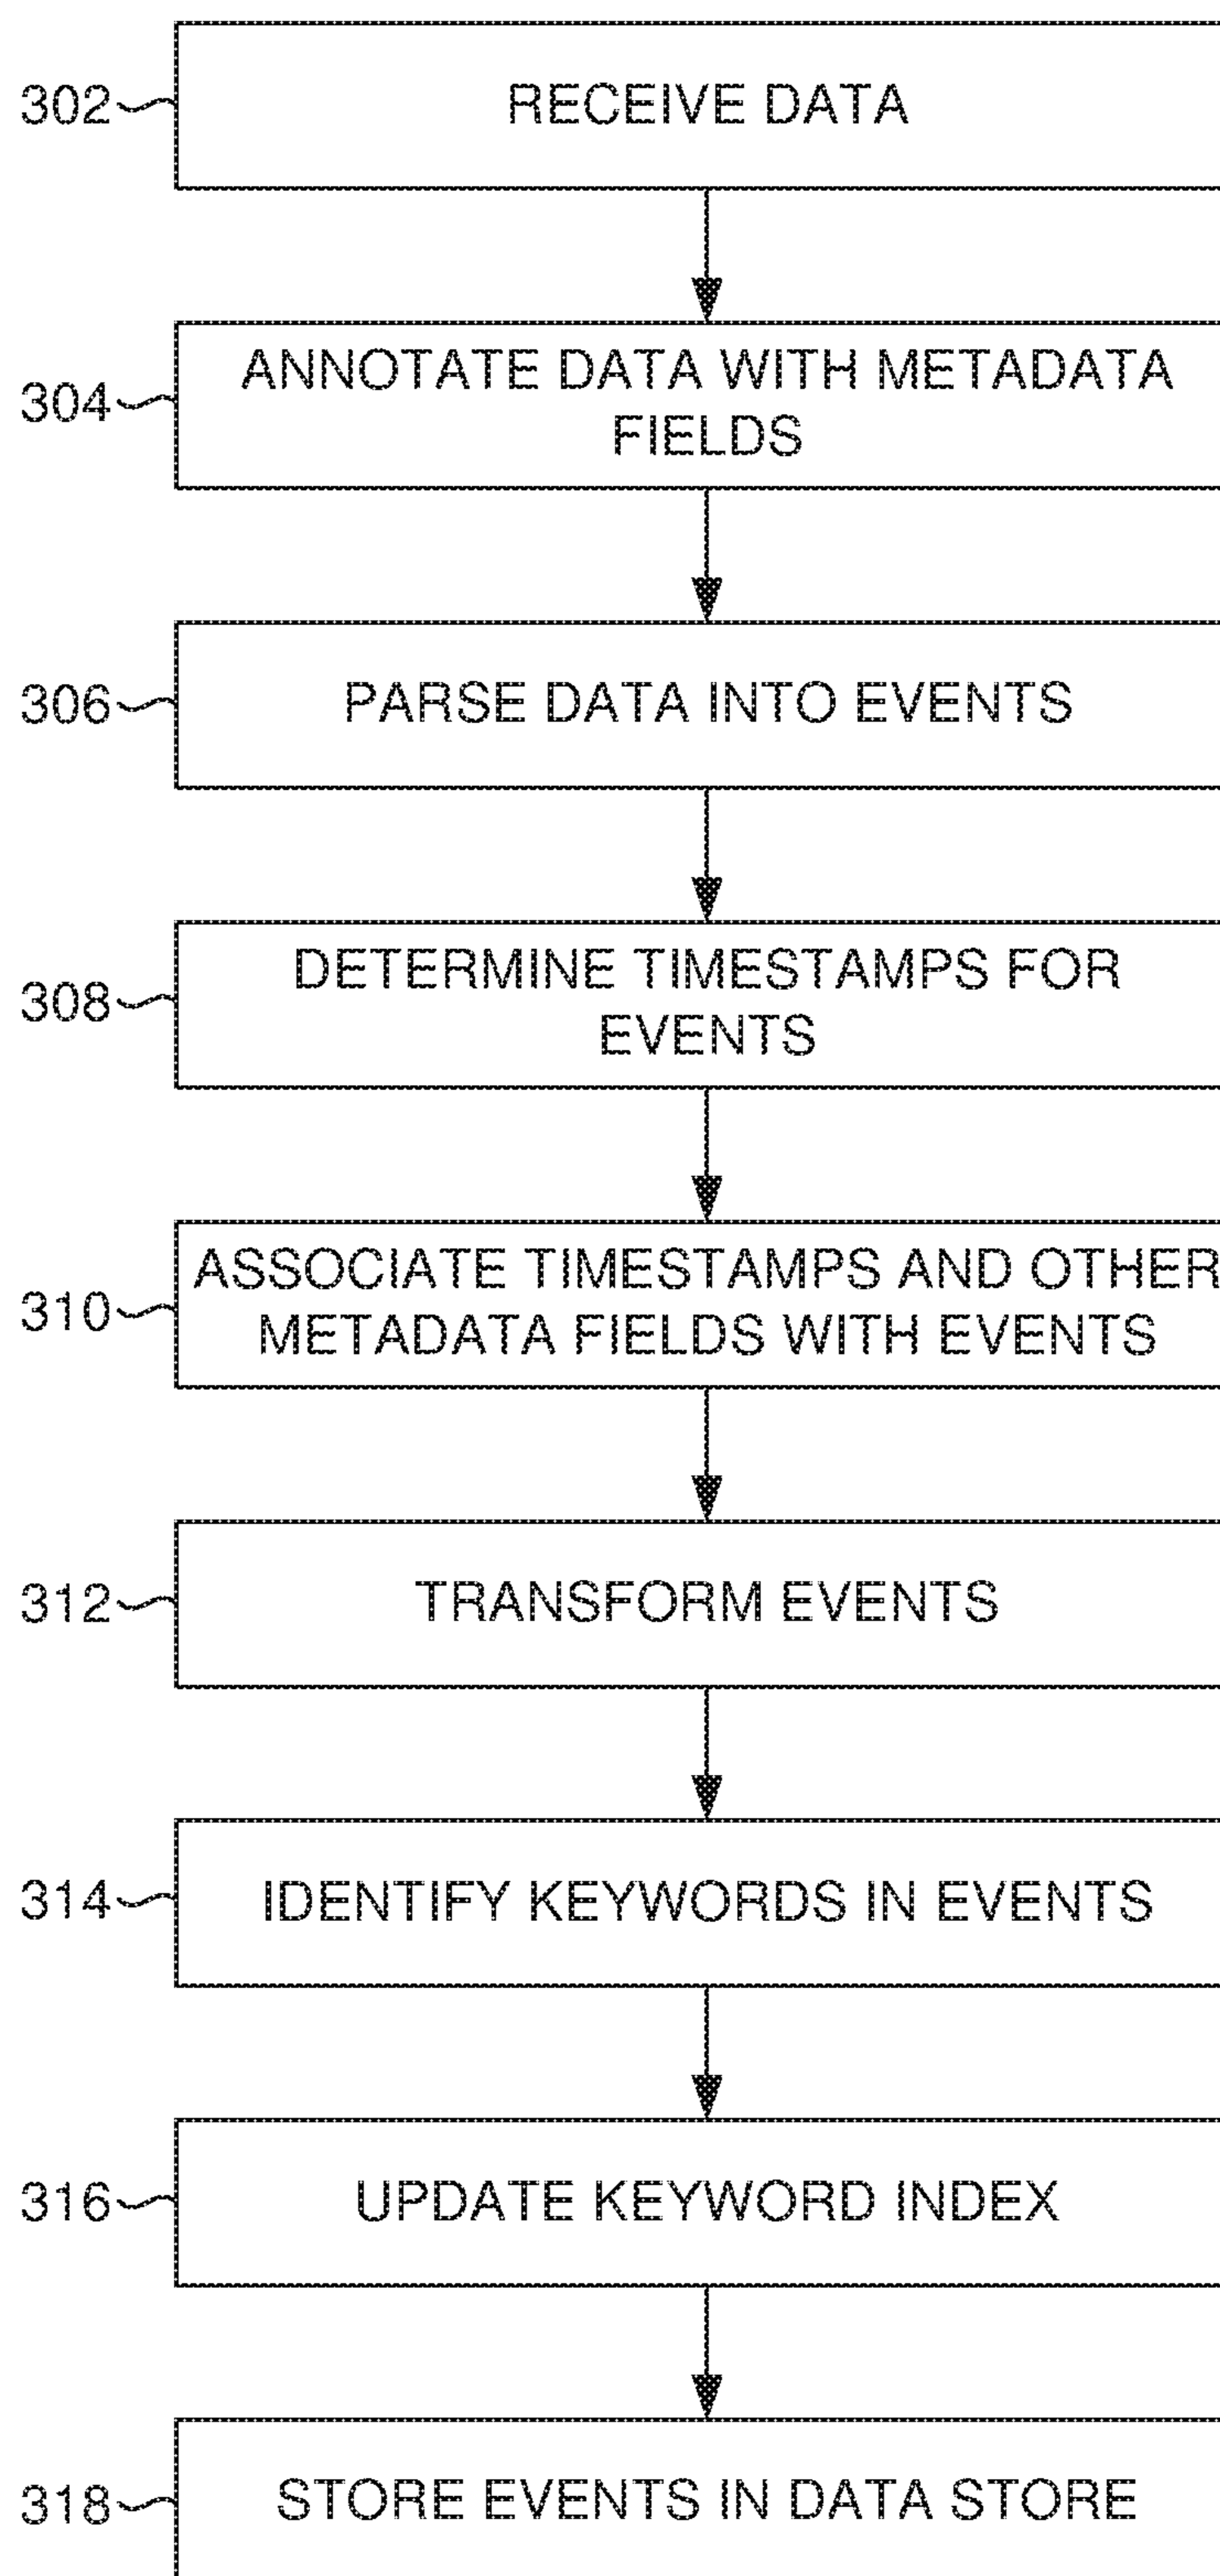 302
RECEIVE DATA
304
ANNOTATE DATA WITH METADATA
FIELDS
306
PARSE DATA INTO EVENTS
308
DETERMINE TIMESTAMPS FOR
EVENTS
310
ASSOCIATE TIMESTAMPS AND OTHER
METADATA FIELDS WITH EVENTS
312
TRANSFORM EVENTS
314
IDENTIFY KEYWORDS IN EVENTS
316
UPDATE KEYWORD INDEX
318
STORE EVENTS IN DATA STORE